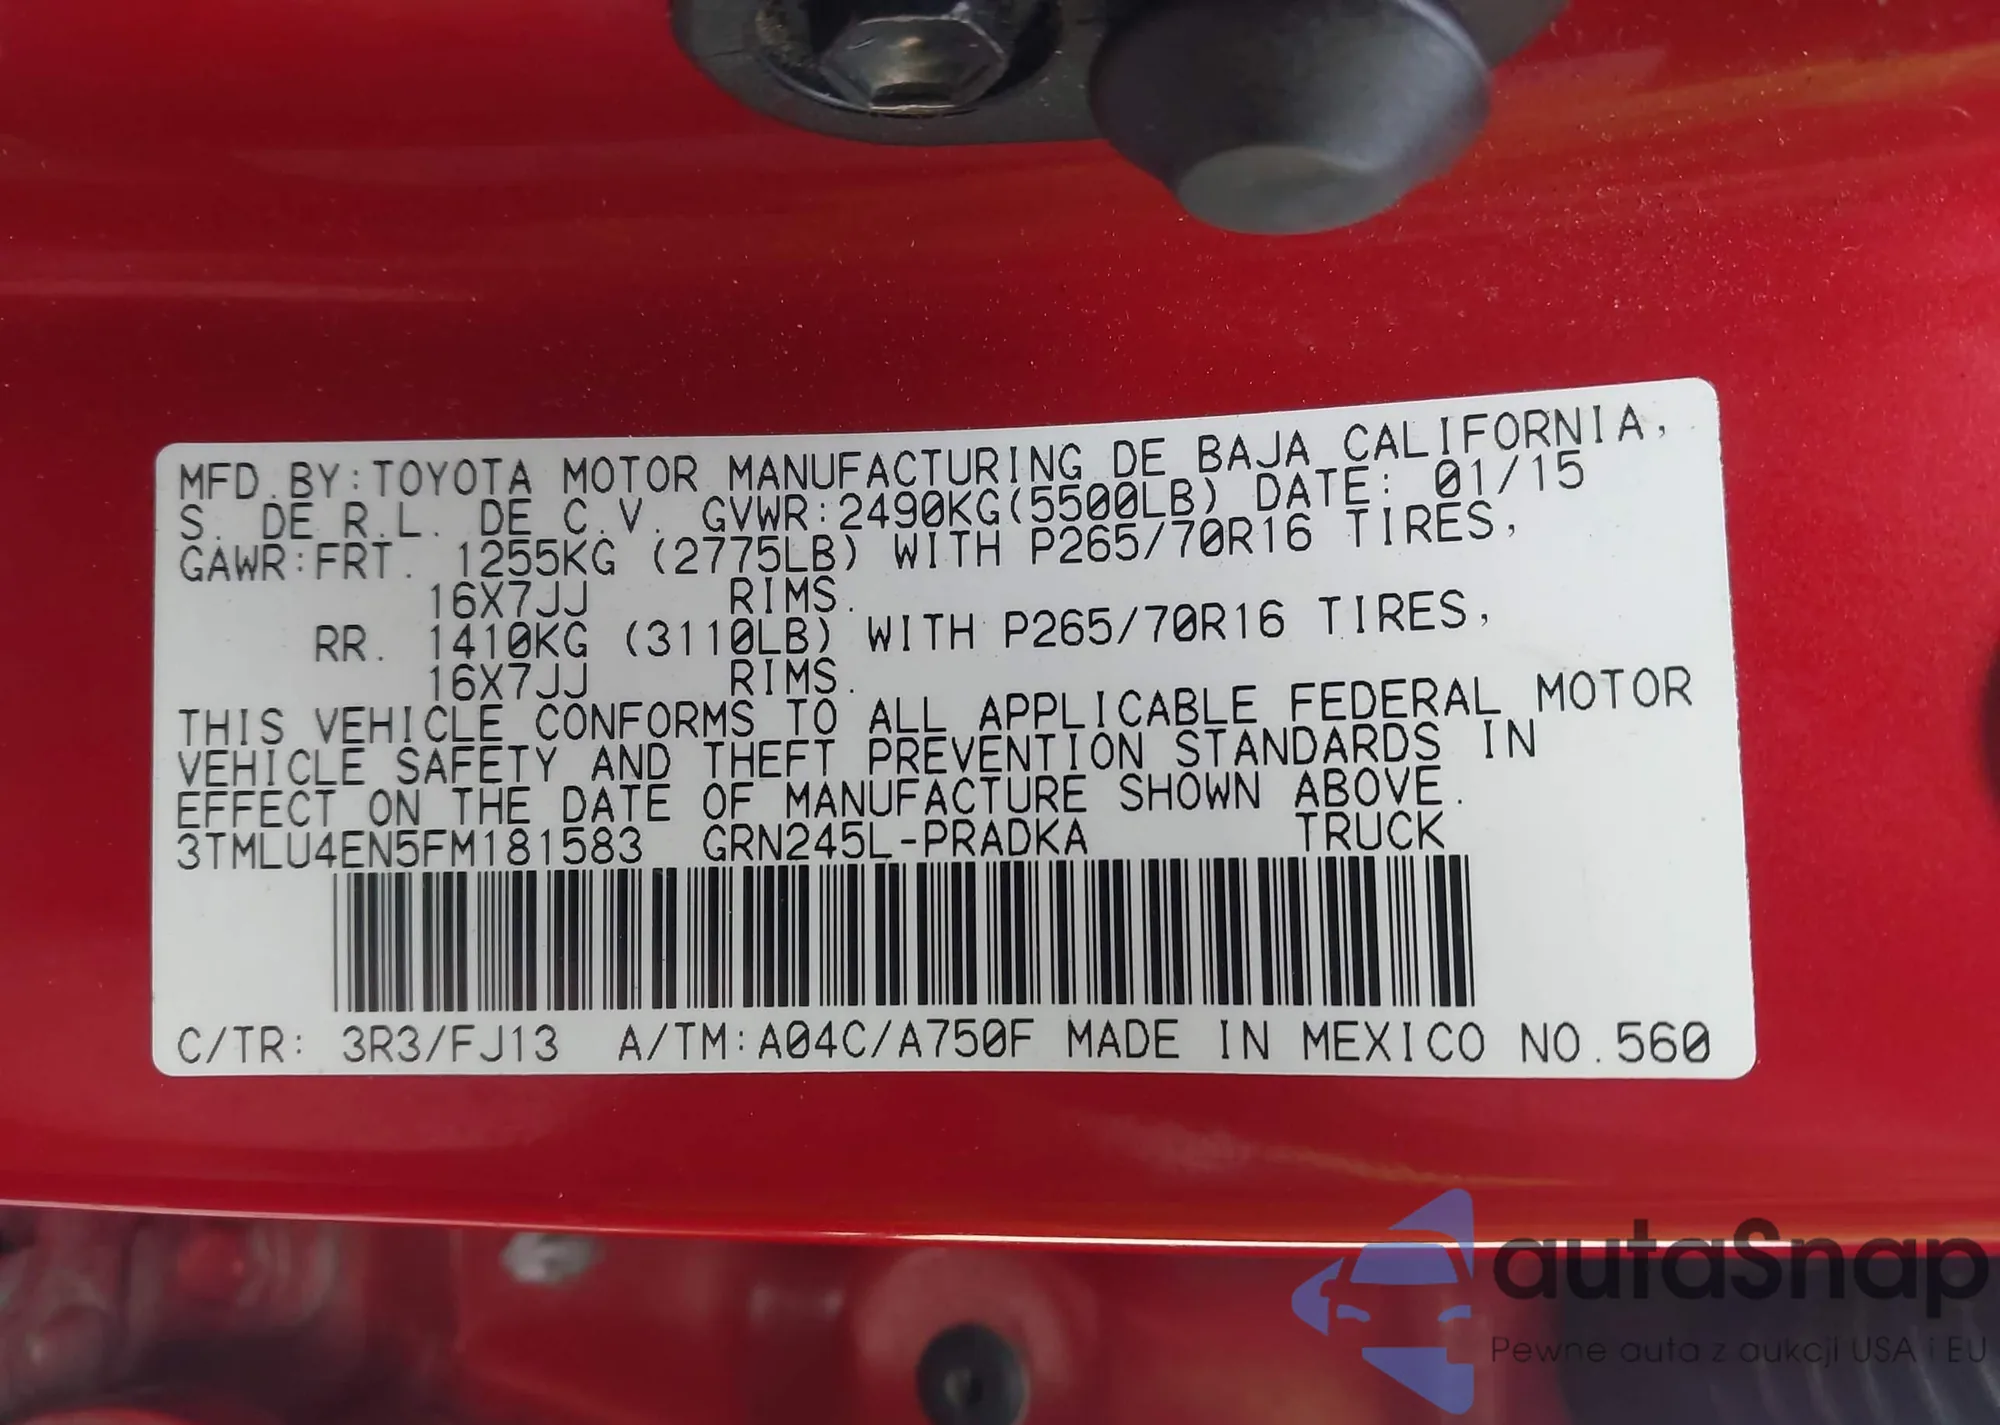 MFD.BY:TOYOTA MOTOR MANUFACTURING DE BAJA CALIFORNIA,
S. DE R.L. DE C.V. GVWR:2490KG(5500LB) DATE: 01/15
GAWR:FRT. 1255KG (2775LB) WITH P265/70R16 TIRES,
16X7JJ RIMS.
RR. 1410KG (3110LB) WITH P265/70R16 TIRES,
16X7JJ RIMS.
THIS VEHICLE CONFORMS TO ALL APPLICABLE FEDERAL MOTOR
VEHICLE SAFETY AND THEFT PREVENTION STANDARDS IN
EFFECT ON THE DATE OF MANUFACTURE SHOWN ABOVE.
3TMLU4EN5FM181583 GRN245L-PRADKA TRUCK
C/TR: 3R3/FJ13 A/TM:A04C/A750F MADE IN MEXICO NO.560
autaSnap
Pewne auta z aukcji USA i EU